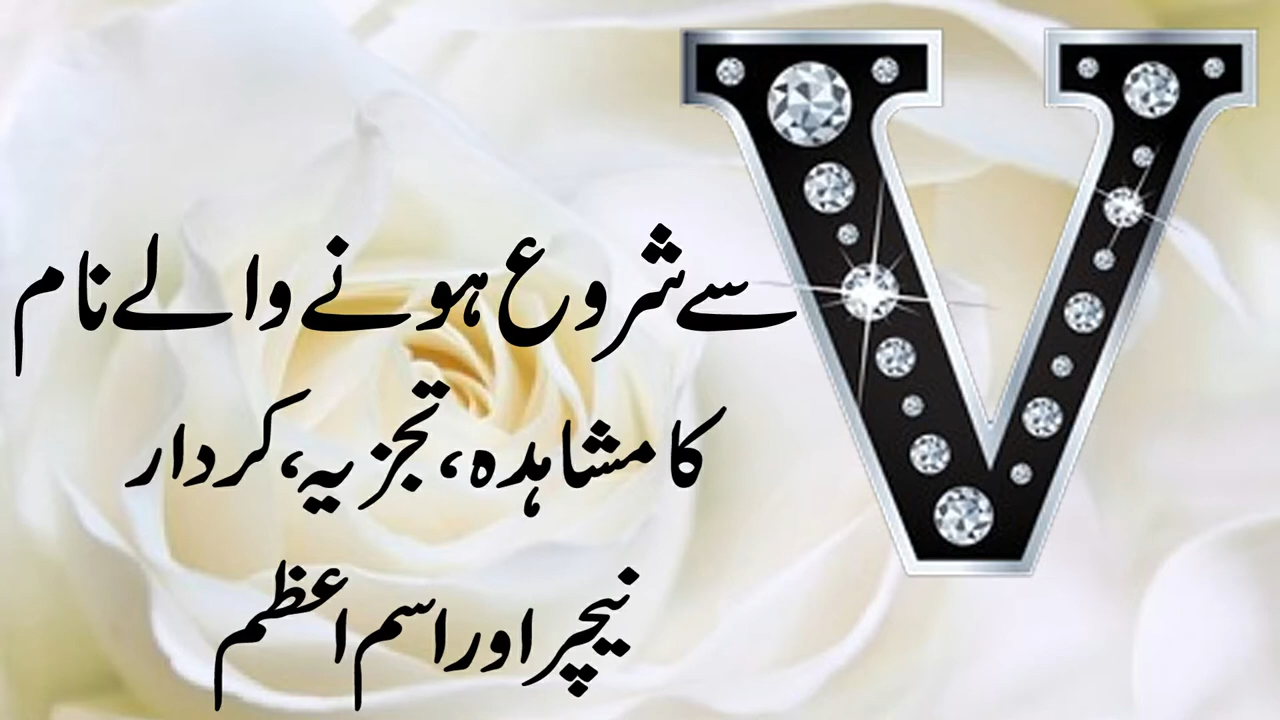 V سے شروع ہونے والے نام
کا مشاہدہ، تجزیہ، کردار
نیچر اور اسم اعظم